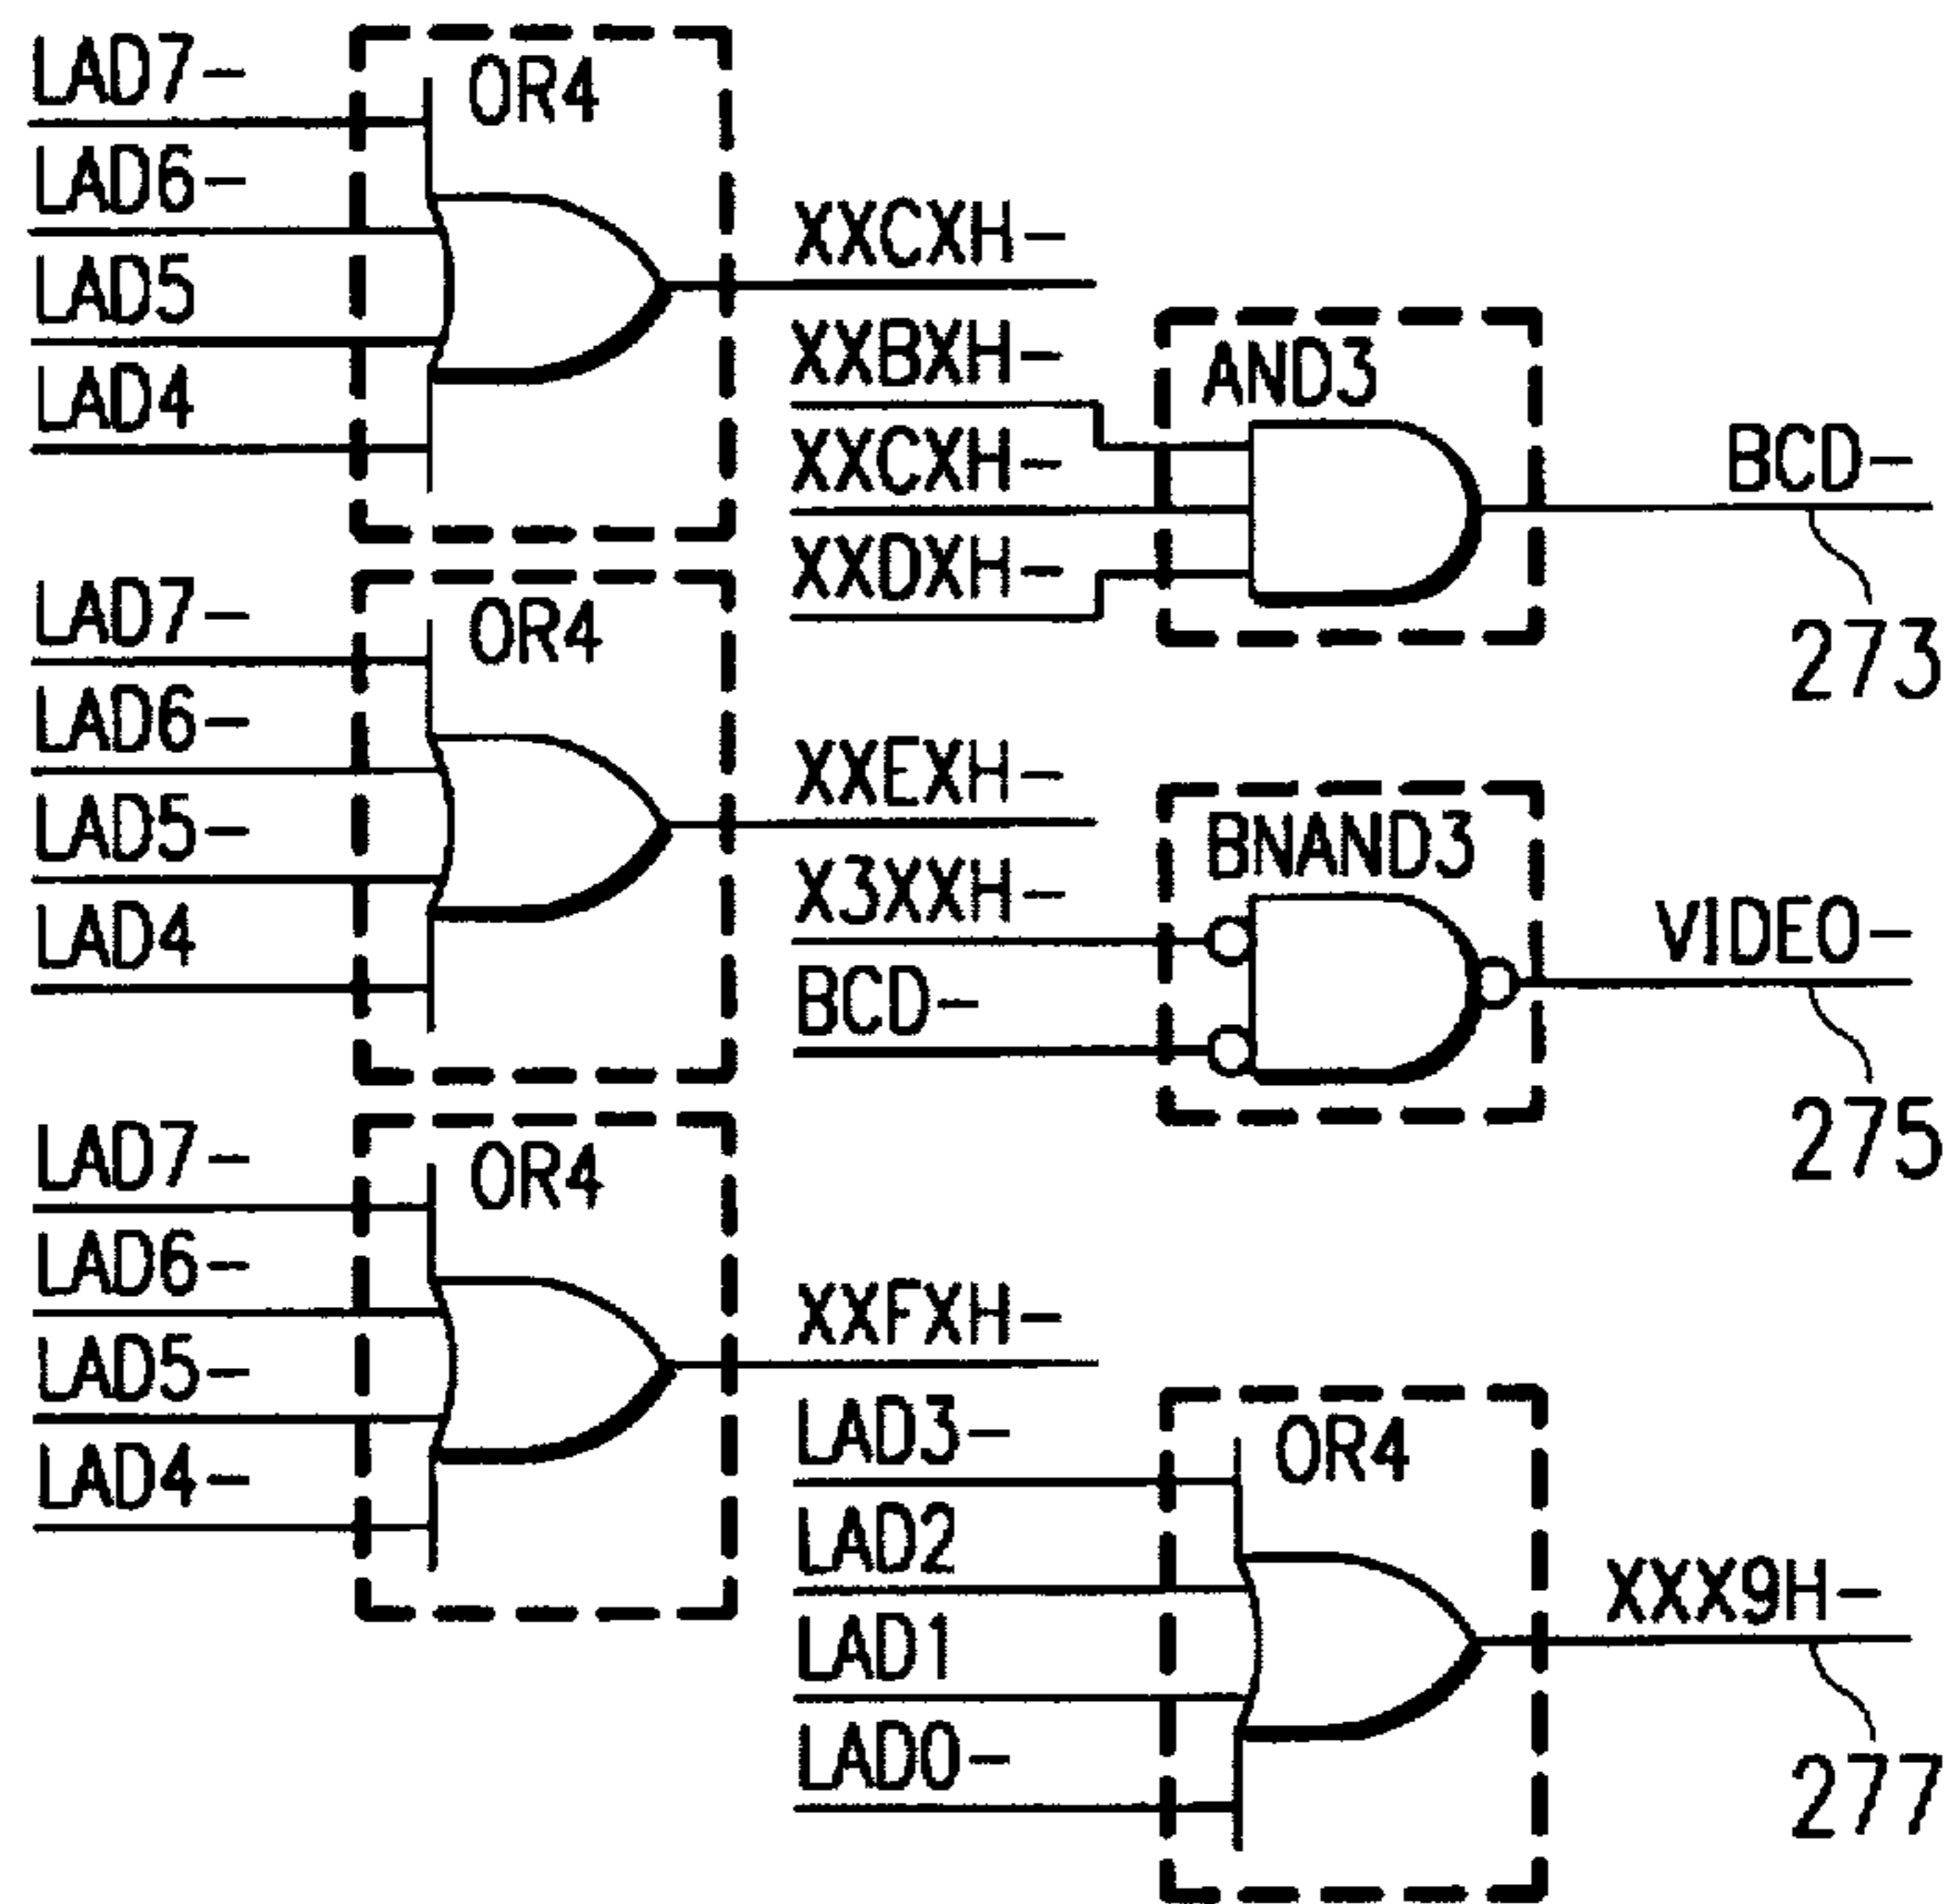 LAD7-
OR4
LAD6-
LAD5
LAD4
XXCXH-
LAD7-
OR4
LAD6-
LAD5-
LAD4
XXEXH-
LAD7-
OR4
LAD6-
LAD5-
LAD4-
XXFXH-
XXBXH-
AND3
XXCXH-
XXDXH-
BCD-
273
X3XXH-
BNAND3
BCD-
VIDEO-
275
LAD3-
OR4
LAD2
LAD1
LAD0-
XXX9H-
277